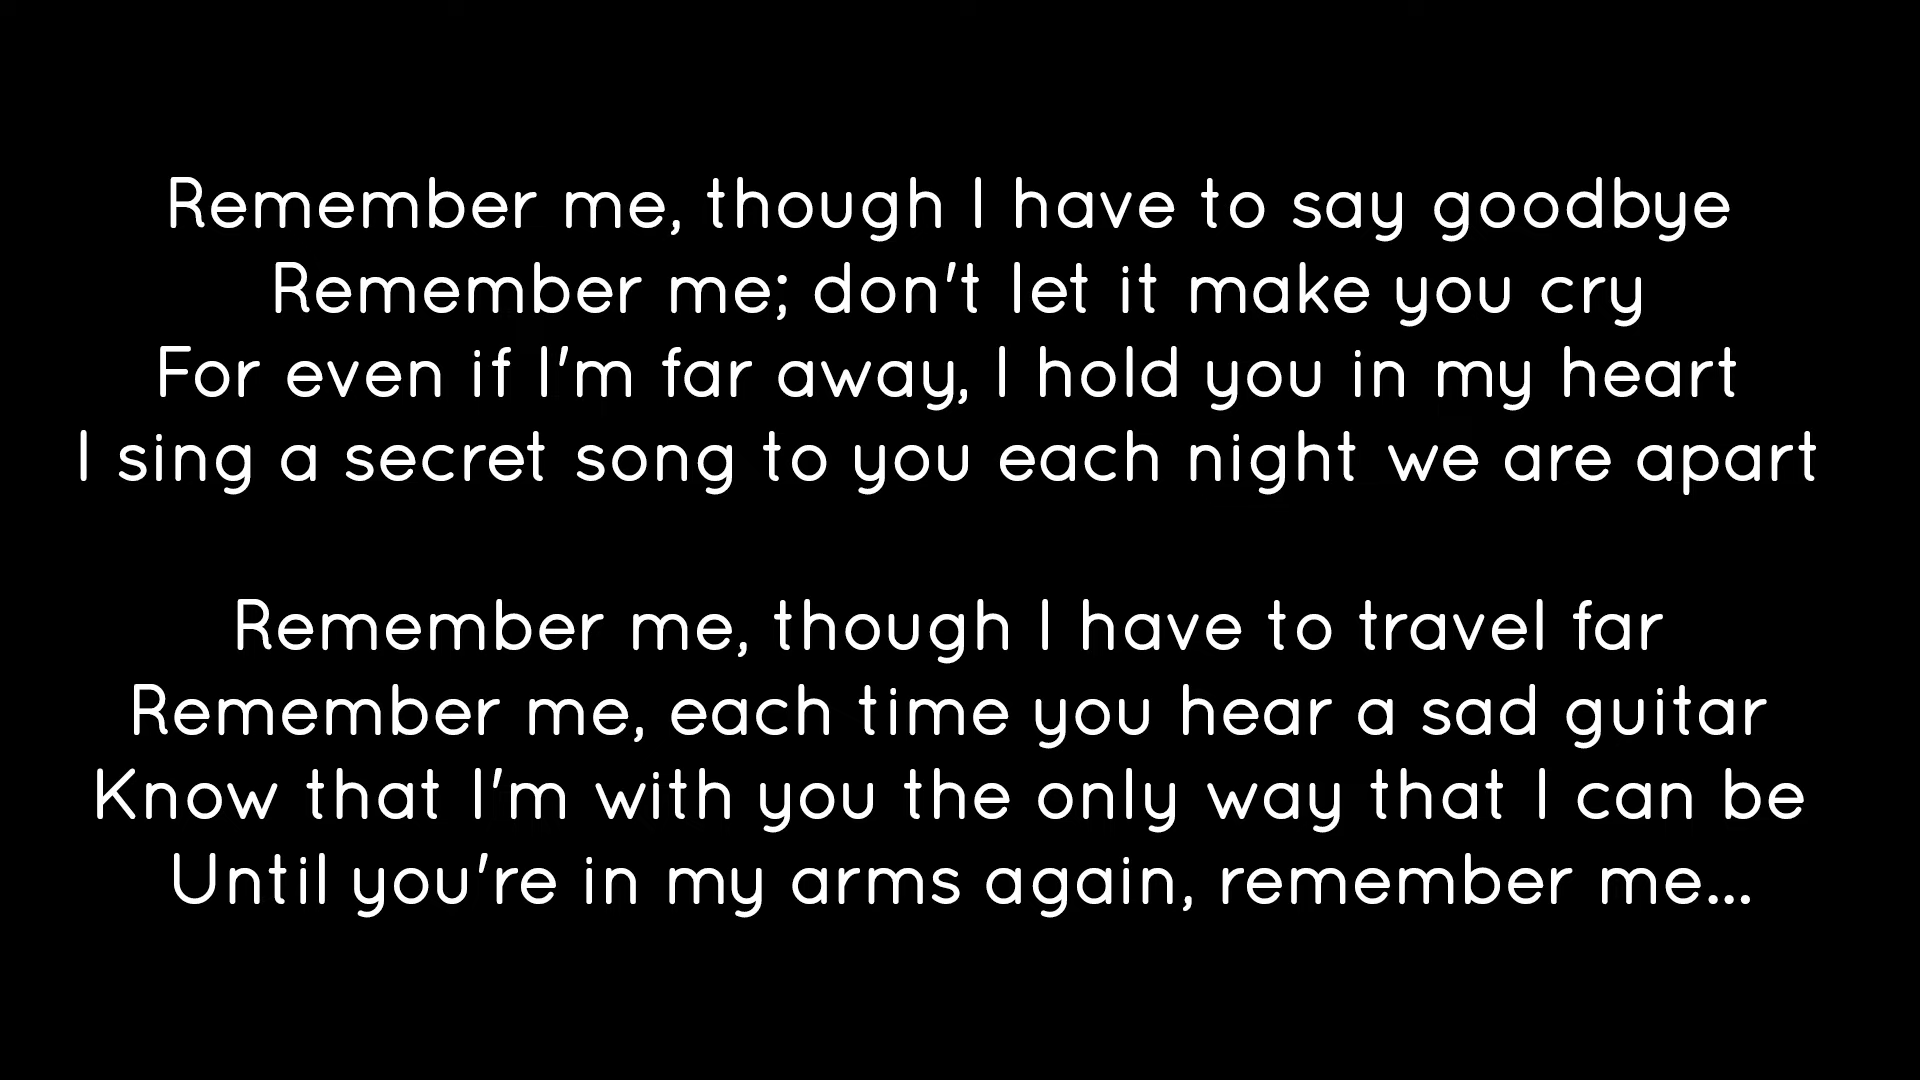 Remember me, though I have to say goodbye
Remember me; don't let it make you cry
For even if I'm far away, I hold you in my heart
I sing a secret song to you each night we are apart
Remember me, though I have to travel far
Remember me, each time you hear a sad guitar
Know that I'm with you the only way that I can be
Until you're in my arms again, remember me...